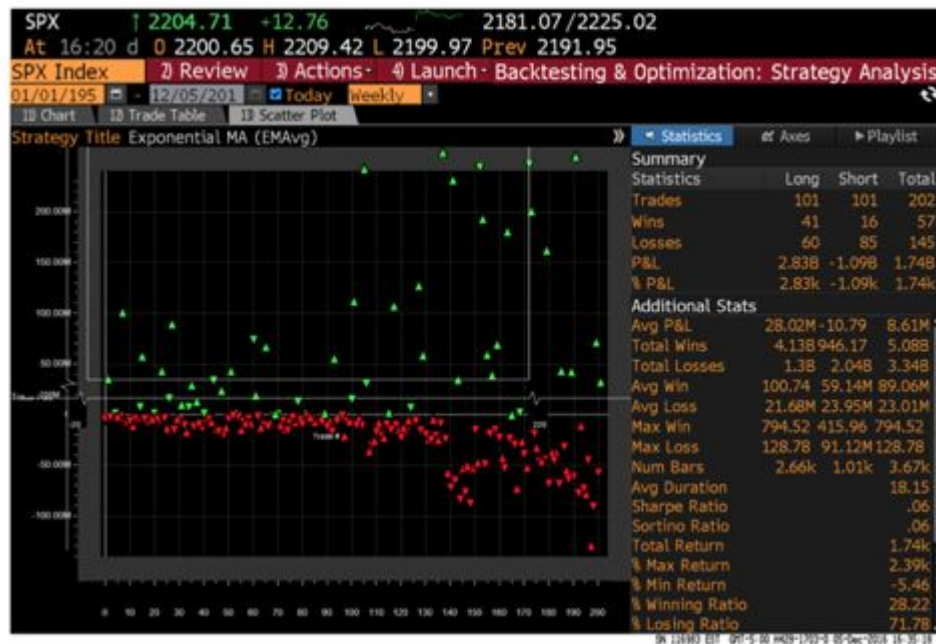 SPX ↑ 2204.71 +12.76 2181.07/2225.02
At 16:20 d O 2200.65 H 2209.42 L 2199.97 Prev 2191.95
SPX Index 2) Review 3) Actions 4) Launch Backtesting & Optimization: Strategy Analysis
01/01/195 - 12/05/201 Today Weekly
11) Chart 12) Trade Table 13) Scatter Plot
Strategy Title Exponential MA (EMAvg) » Statistics Axes Playlist
Summary
Statistics Long Short Total
Trades 101 101 202
Wins 41 16 57
Losses 60 85 145
P&L 2.83B -1.09B 1.74B
% P&L 2.83k -1.09k 1.74k
Additional Stats
Avg P&L 28.02M -10.79 8.61M
Total Wins 4.13B 946.17 5.08B
Total Losses 1.3B 2.04B 3.34B
Avg Win 100.74 59.14M 89.06M
Avg Loss 21.68M 23.95M 23.01M
Max Win 794.52 415.96 794.52
Max Loss 128.78 91.12M 128.78
Num Bars 2.66k 1.01k 3.67k
Avg Duration 18.15
Sharpe Ratio .06
Sortino Ratio .06
Total Return 1.74k
% Max Return 2.39k
% Min Return -5.46
% Winning Ratio 28.22
% Losing Ratio 71.78
200.00M
150.00M
100.00M
50.00M
0
-50.00M
-100.00M
-20 Trade # 220
0 10 20 30 40 50 60 70 80 90 100 110 120 130 140 150 160 170 180 190 200